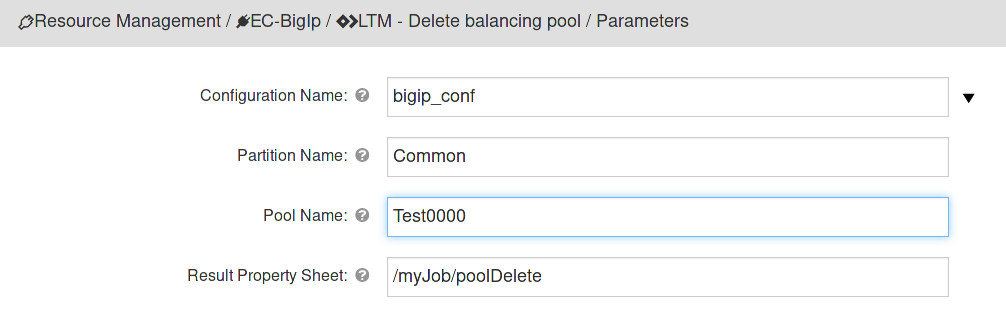 Resource Management / EC-BigIp / LTM - Delete balancing pool / Parameters
Configuration Name: bigip_conf
Partition Name: Common
Pool Name: Test0000
Result Property Sheet: /myJob/poolDelete